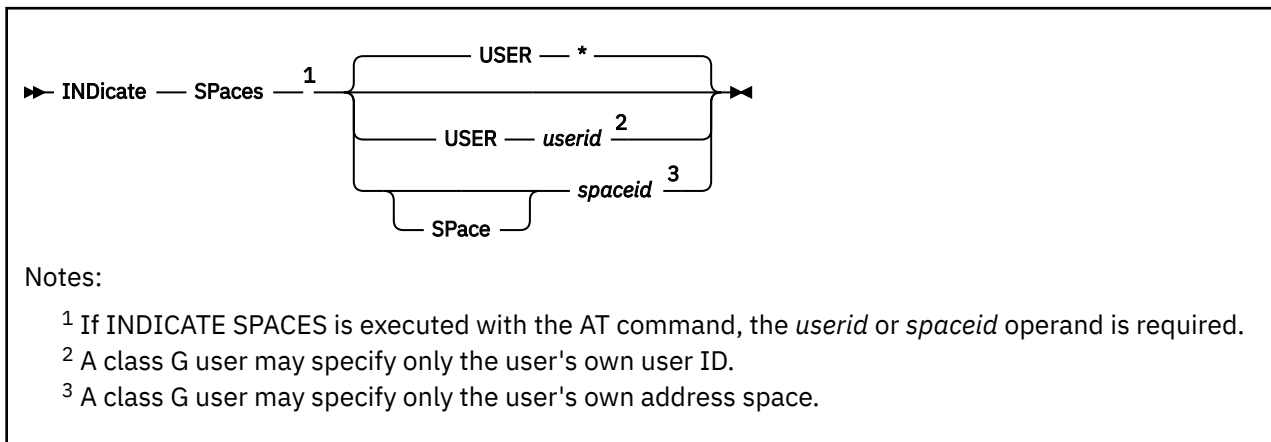 USER *
INDicate SPaces 1
USER userid 2
spaceid 3
SPace
Notes:
1 If INDICATE SPACES is executed with the AT command, the userid or spaceid operand is required.
2 A class G user may specify only the user's own user ID.
3 A class G user may specify only the user's own address space.